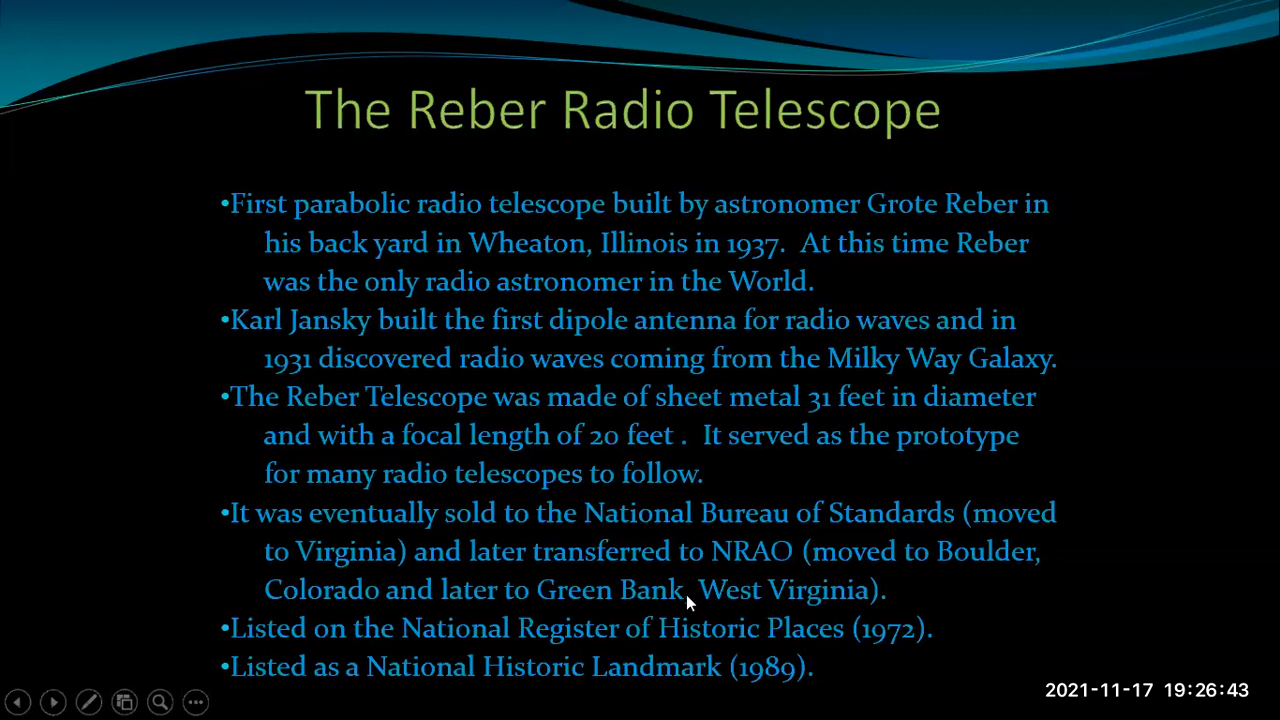 The Reber Radio Telescope
•First parabolic radio telescope built by astronomer Grote Reber in
his back yard in Wheaton, Illinois in 1937.  At this time Reber
was the only radio astronomer in the World.
•Karl Jansky built the first dipole antenna for radio waves and in
1931 discovered radio waves coming from the Milky Way Galaxy.
•The Reber Telescope was made of sheet metal 31 feet in diameter
and with a focal length of 20 feet .  It served as the prototype
for many radio telescopes to follow.
•It was eventually sold to the National Bureau of Standards (moved
to Virginia) and later transferred to NRAO (moved to Boulder,
Colorado and later to Green Bank, West Virginia).
•Listed on the National Register of Historic Places (1972).
•Listed as a National Historic Landmark (1989).
2021-11-17 19:26:43